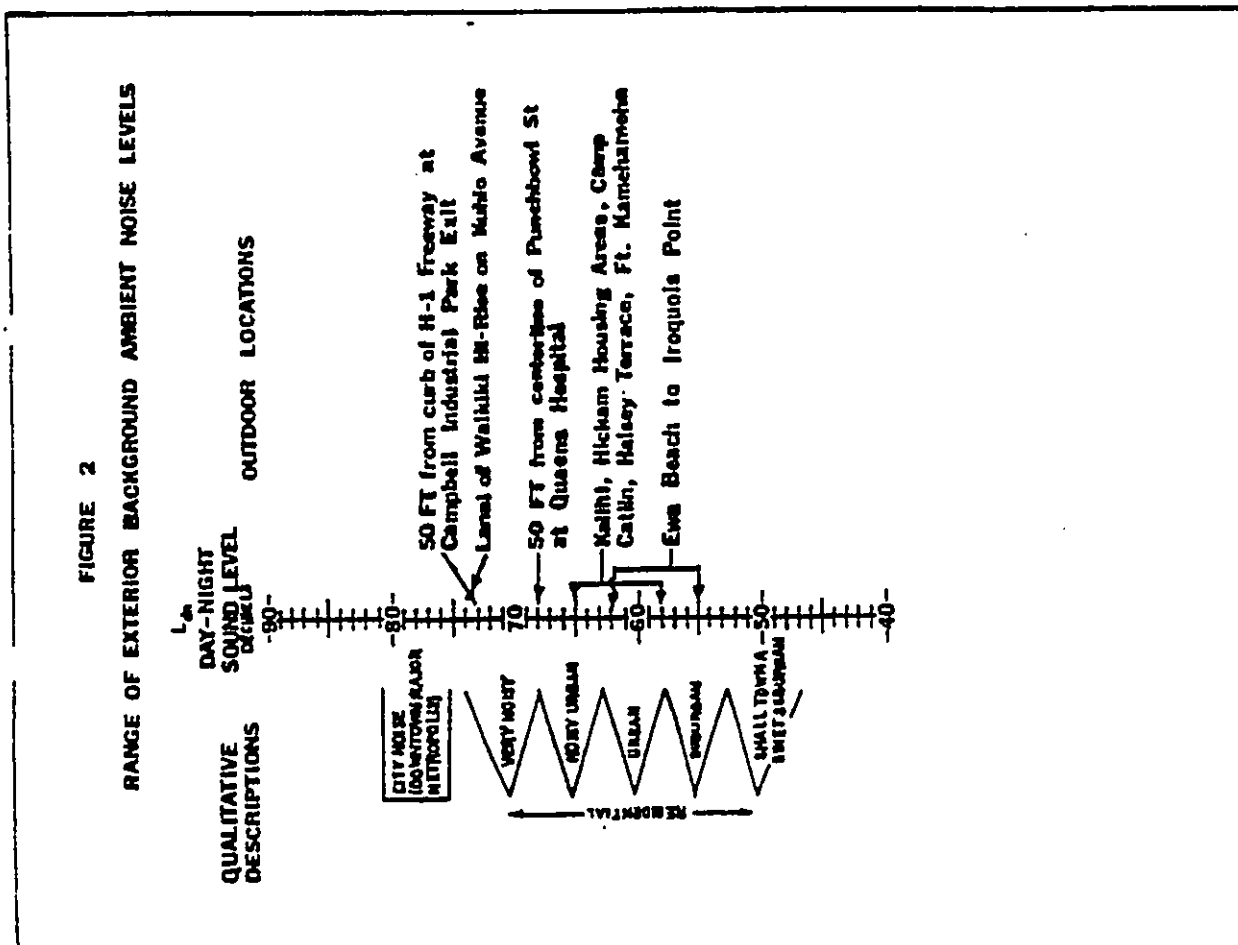 FIGURE 2
RANGE OF EXTERIOR BACKGROUND AMBIENT NOISE LEVELS
QUALITATIVE
DESCRIPTIONS
Ldn
DAY-NIGHT
SOUND LEVEL
DECIBELS
OUTDOOR LOCATIONS
-90-
-80-
70
-60-
-50-
-40-
CITY NOISE
(DOWNTOWN MAJOR
METROPOLIS)
VERY NOISY
NOISY URBAN
URBAN
SUBURBAN
SMALL TOWN &
QUIET SUBURBAN
RESIDENTIAL
50 FT from curb of H-1 Freeway at
Campbell Industrial Park Exit
Lanai of Waikiki Hi-Rise on Kuhio Avenue
50 FT from centerline of Punchbowl St
at Queens Hospital
Kalihi, Hickam Housing Areas, Camp
Catlin, Halsey Terrace, Ft. Kamehameha
Ewa Beach to Iroquois Point